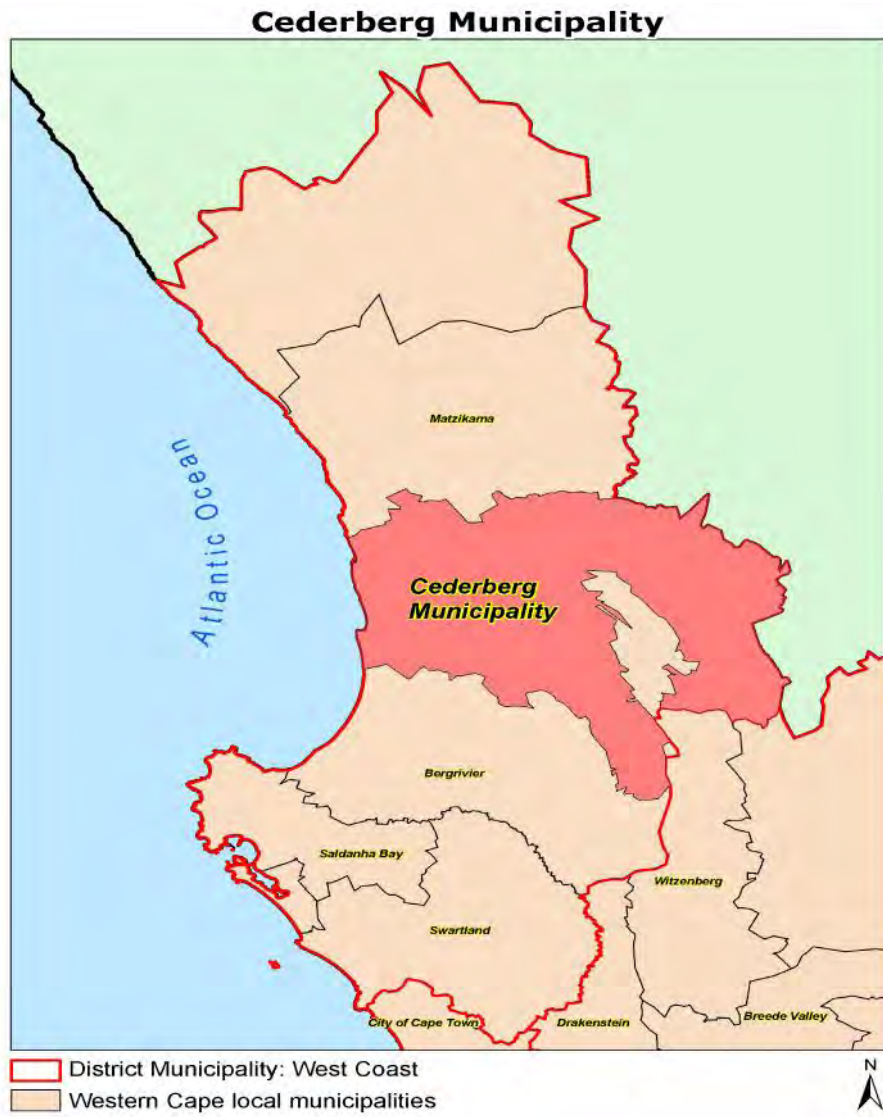 Cederberg Municipality
Matzikama
Atlantic Ocean
Cederberg
Municipality
Bergrivier
Saldanha Bay
Witzenberg
Swartland
City of Cape Town
Drakenstein
Breede Valley
District Municipality: West Coast
N
Western Cape local municipalities